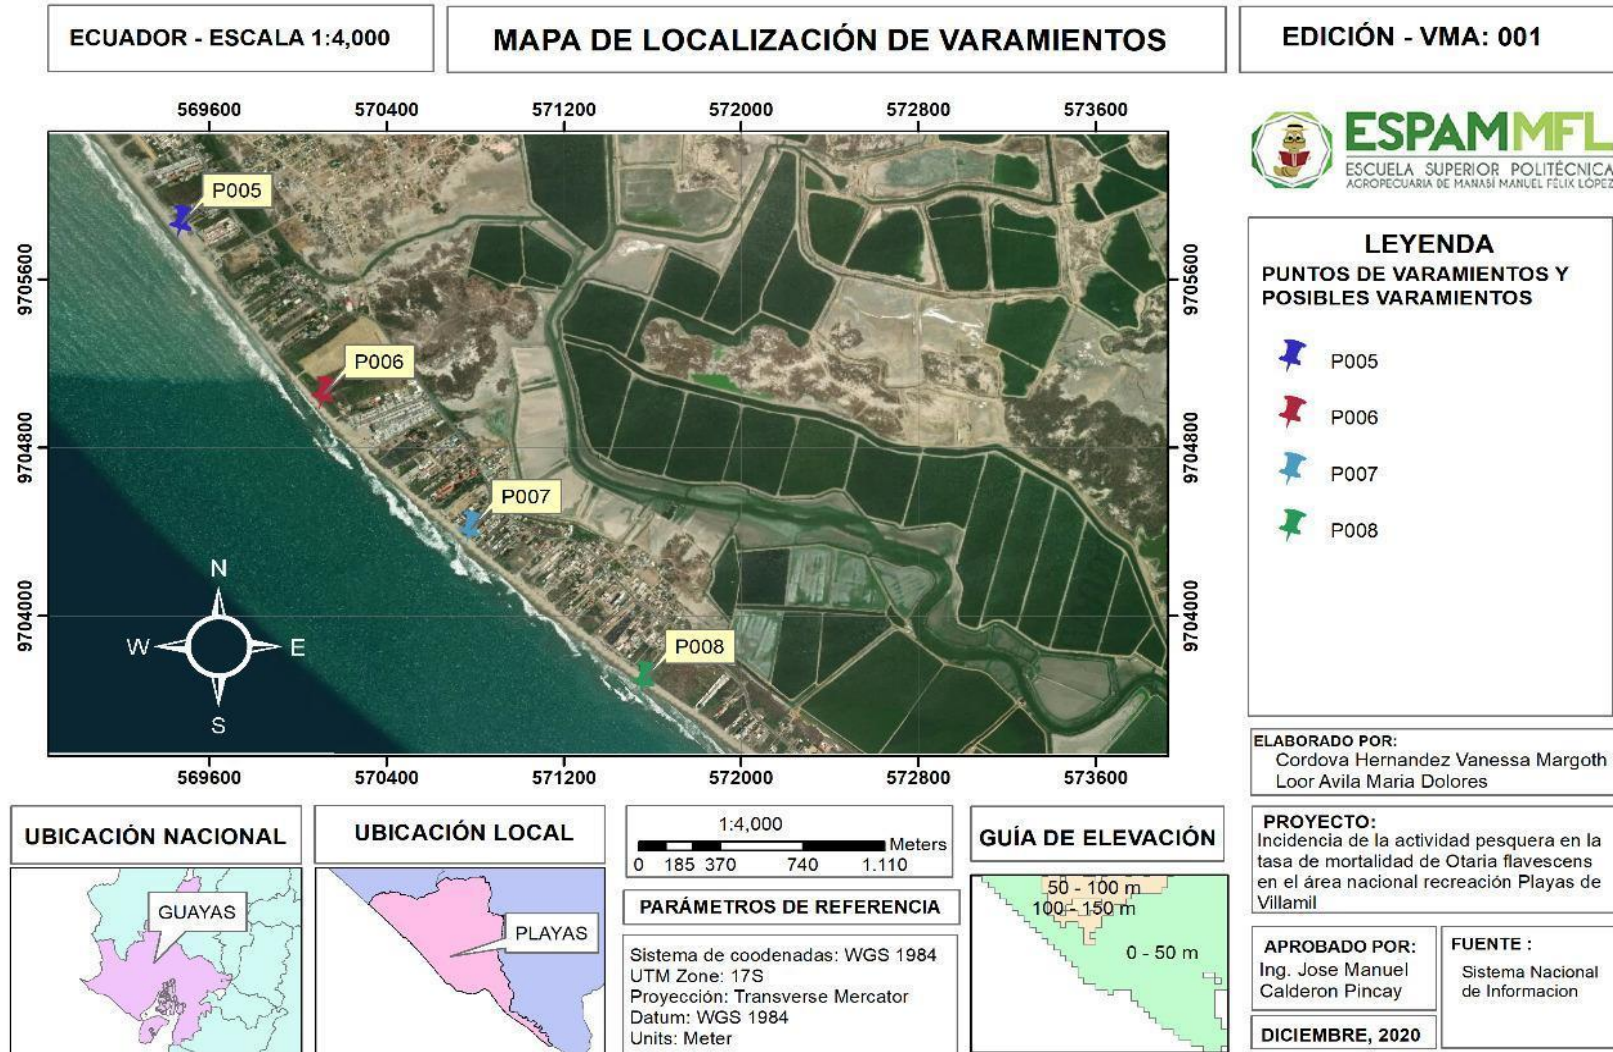 ECUADOR - ESCALA 1:4,000
MAPA DE LOCALIZACIÓN DE VARAMIENTOS
EDICIÓN - VMA: 001
569600 570400 571200 572000 572800 573600
9705600
9704800
9704000
P005
P006
P007
P008
N
W E
S
9705600
9704800
9704000
569600 570400 571200 572000 572800 573600
ESPAMMFL
ESCUELA SUPERIOR POLITÉCNICA
AGROPECUARIA DE MANABÍ MANUEL FÉLIX LÓPEZ
LEYENDA
PUNTOS DE VARAMIENTOS Y
POSIBLES VARAMIENTOS
P005
P006
P007
P008
ELABORADO POR:
Cordova Hernandez Vanessa Margoth
Loor Avila Maria Dolores
PROYECTO:
Incidencia de la actividad pesquera en la
tasa de mortalidad de Otaria flavescens
en el área nacional recreación Playas de
Villamil
APROBADO POR:
Ing. Jose Manuel
Calderon Pincay
DICIEMBRE, 2020
FUENTE :
Sistema Nacional
de Informacion
UBICACIÓN NACIONAL
GUAYAS
UBICACIÓN LOCAL
PLAYAS
1:4,000
Meters
0 185 370 740 1.110
PARÁMETROS DE REFERENCIA
Sistema de coodenadas: WGS 1984
UTM Zone: 17S
Proyección: Transverse Mercator
Datum: WGS 1984
Units: Meter
GUÍA DE ELEVACIÓN
50 - 100 m
100 - 150 m
0 - 50 m